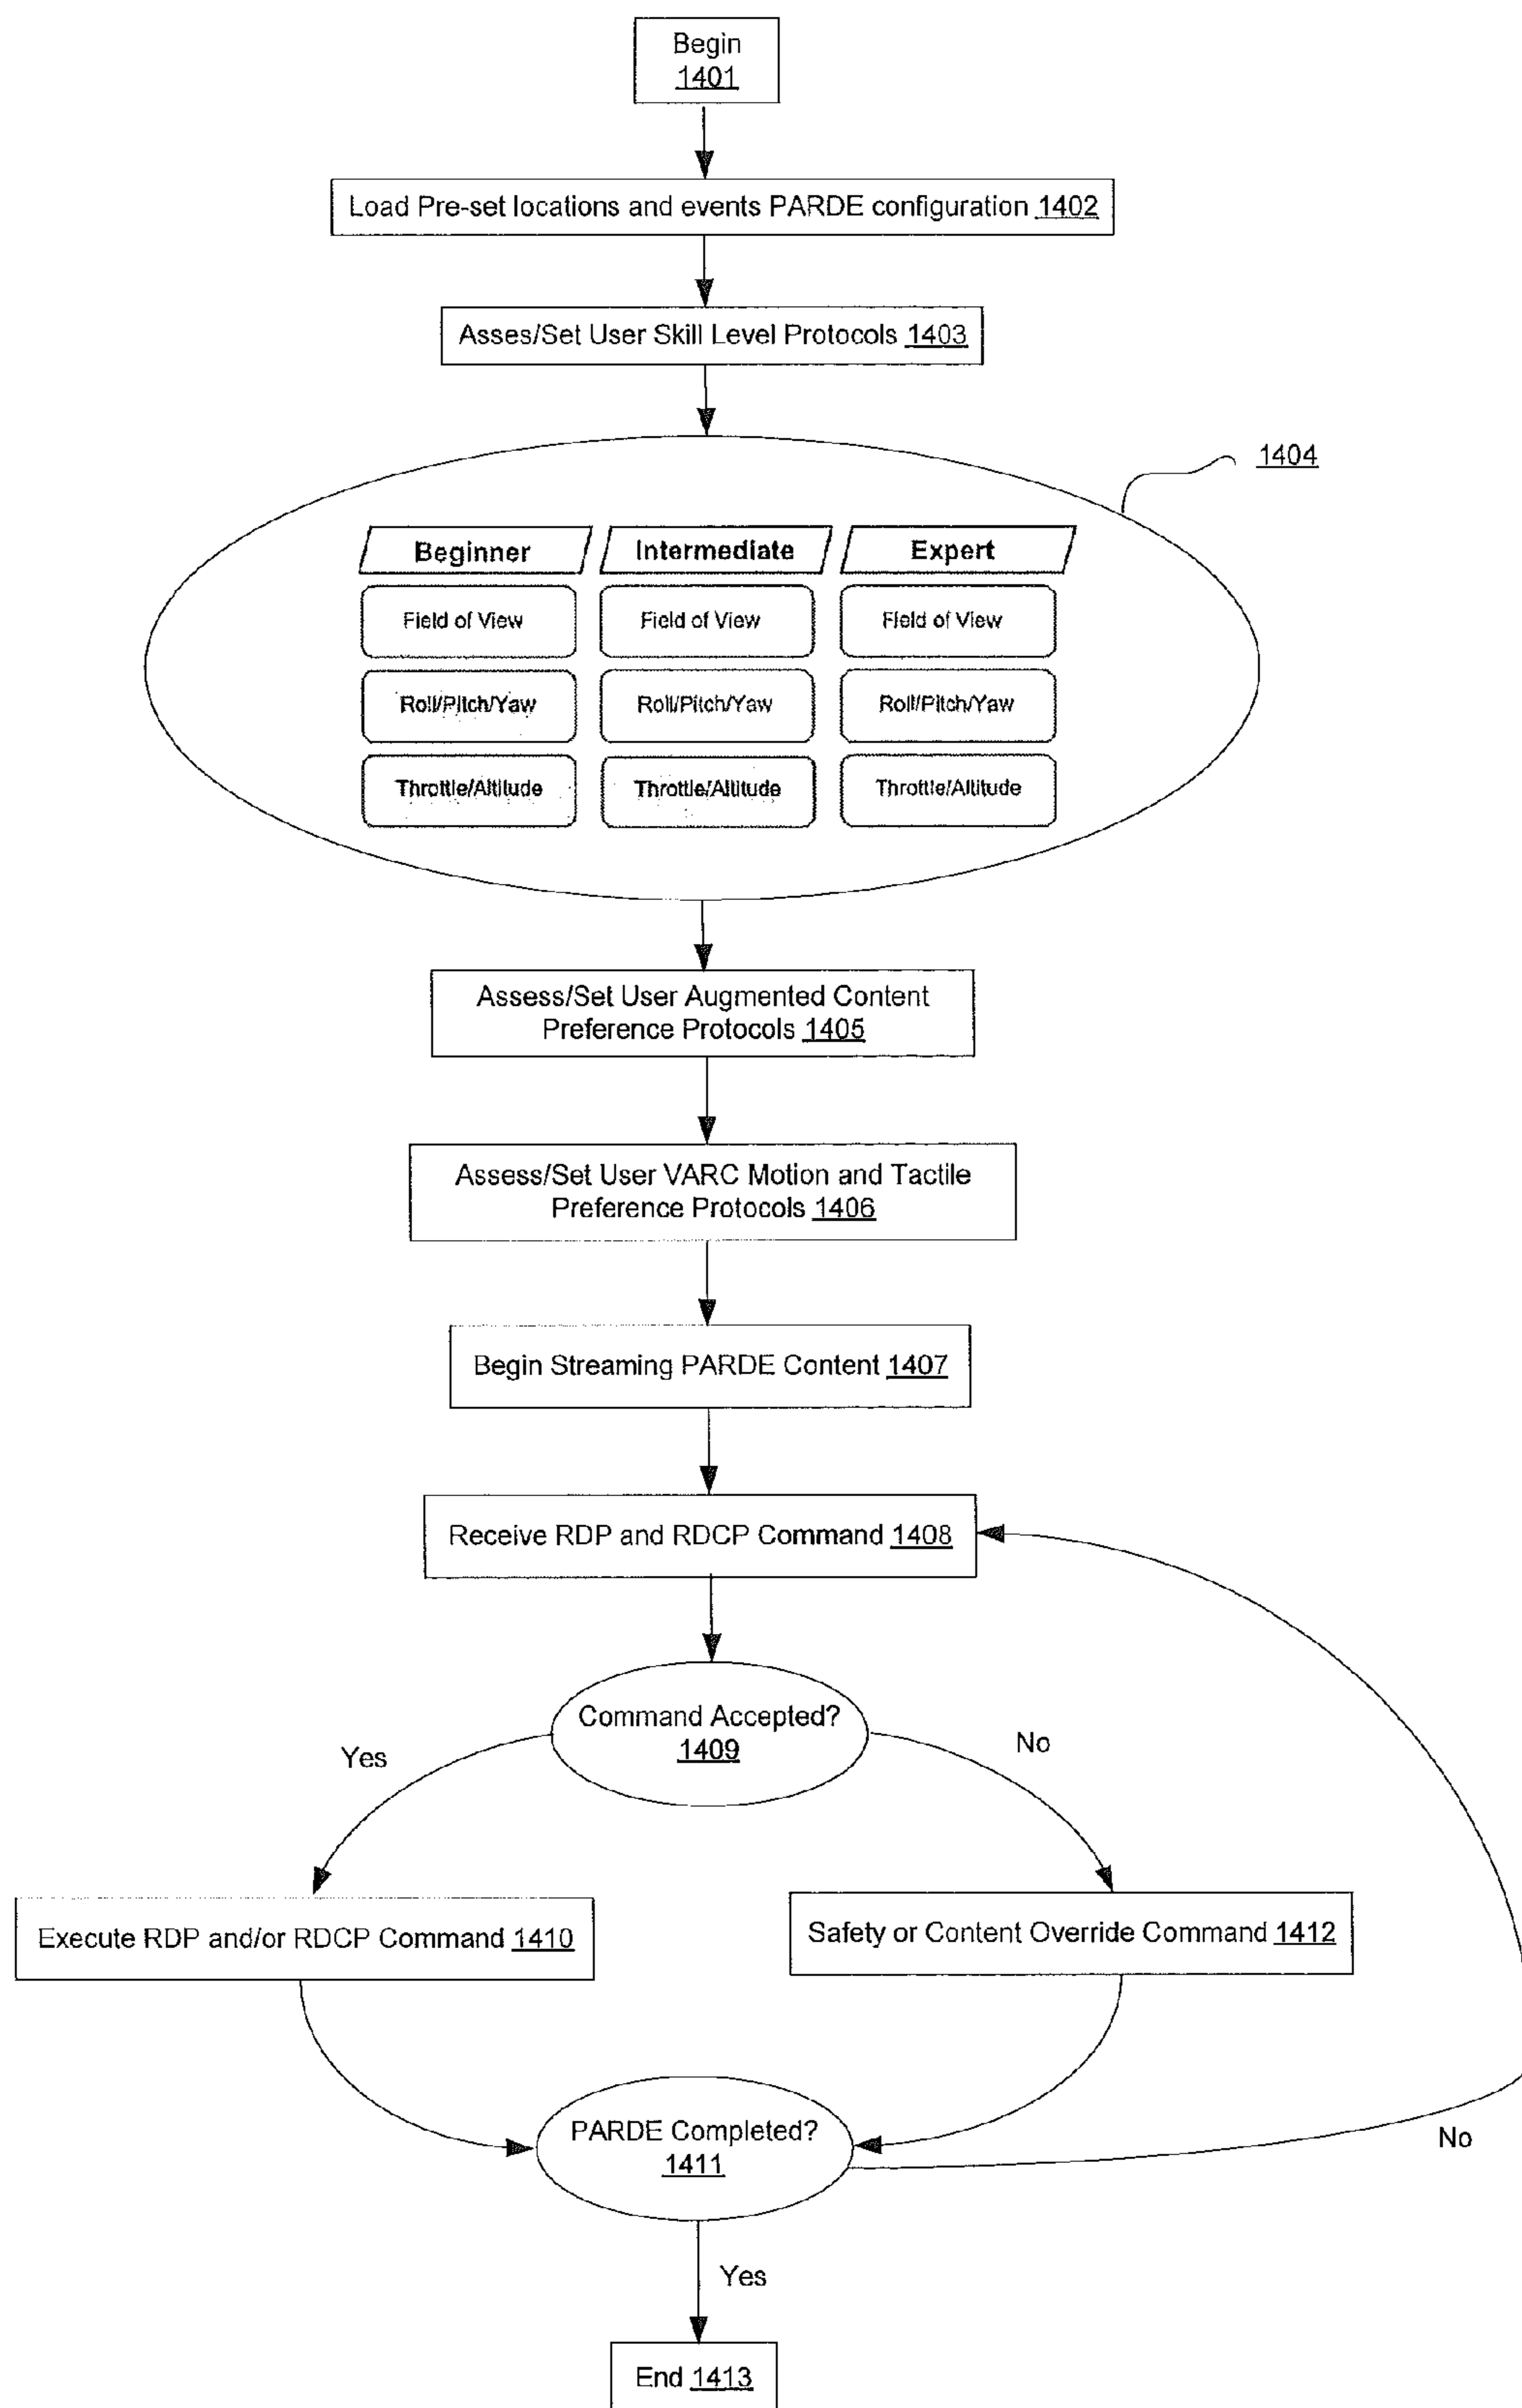 Begin
1401
Load Pre-set locations and events PARDE configuration 1402
Asses/Set User Skill Level Protocols 1403
1404
Beginner Intermediate Expert
Field of View Field of View Field of View
Roll/Pitch/Yaw Roll/Pitch/Yaw Roll/Pitch/Yaw
Throttle/Altitude Throttle/Altitude Throttle/Altitude
Assess/Set User Augmented Content
Preference Protocols 1405
Assess/Set User VARC Motion and Tactile
Preference Protocols 1406
Begin Streaming PARDE Content 1407
Receive RDP and RDCP Command 1408
Command Accepted?
1409
Yes
No
Execute RDP and/or RDCP Command 1410
Safety or Content Override Command 1412
PARDE Completed?
1411
No
Yes
End 1413